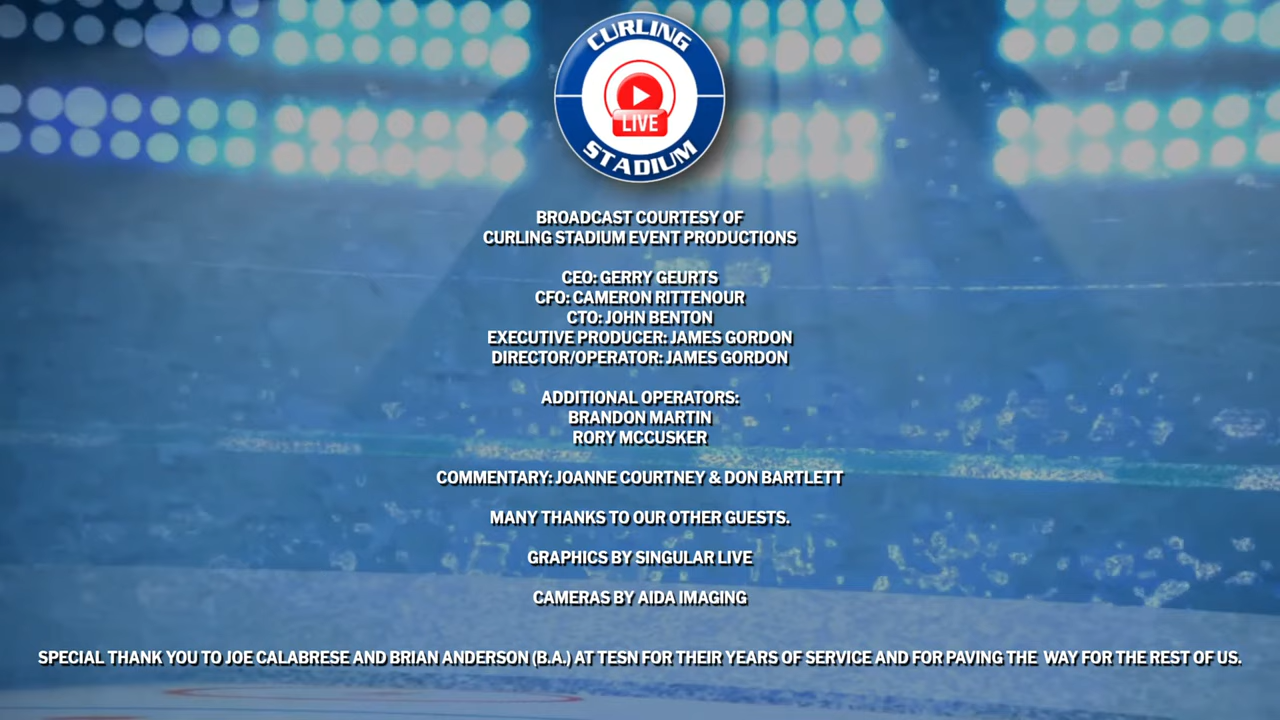 CURLING
LIVE
STADIUM
BROADCAST COURTESY OF
CURLING STADIUM EVENT PRODUCTIONS
CEO: GERRY GEURTS
CFO: CAMERON RITTENOUR
CTO: JOHN BENTON
EXECUTIVE PRODUCER: JAMES GORDON
DIRECTOR/OPERATOR: JAMES GORDON
ADDITIONAL OPERATORS:
BRANDON MARTIN
RORY MCCUSKER
COMMENTARY: JOANNE COURTNEY & DON BARTLETT
MANY THANKS TO OUR OTHER GUESTS.
GRAPHICS BY SINGULAR LIVE
CAMERAS BY AIDA IMAGING
SPECIAL THANK YOU TO JOE CALABRESE AND BRIAN ANDERSON (B.A.) AT TESN FOR THEIR YEARS OF SERVICE AND FOR PAVING THE WAY FOR THE REST OF US.